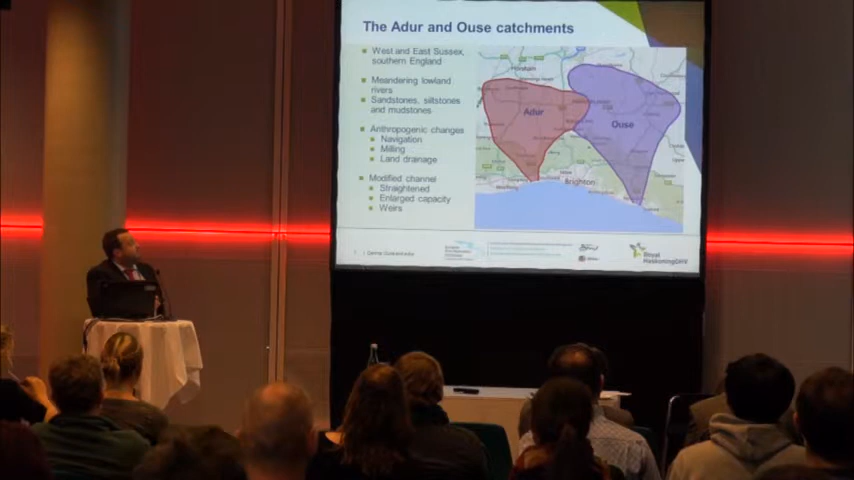 The Adur and Ouse catchments
West and East Sussex,
southern England
Meandering lowland
rivers
Sandstones, siltstones
and mudstones
Anthropogenic changes
Navigation
Milling
Land drainage
Modified channel
Straightened
Enlarged capacity
Weirs
Horsham
Adur
Ouse
Brighton
Royal
HaskoningDHV